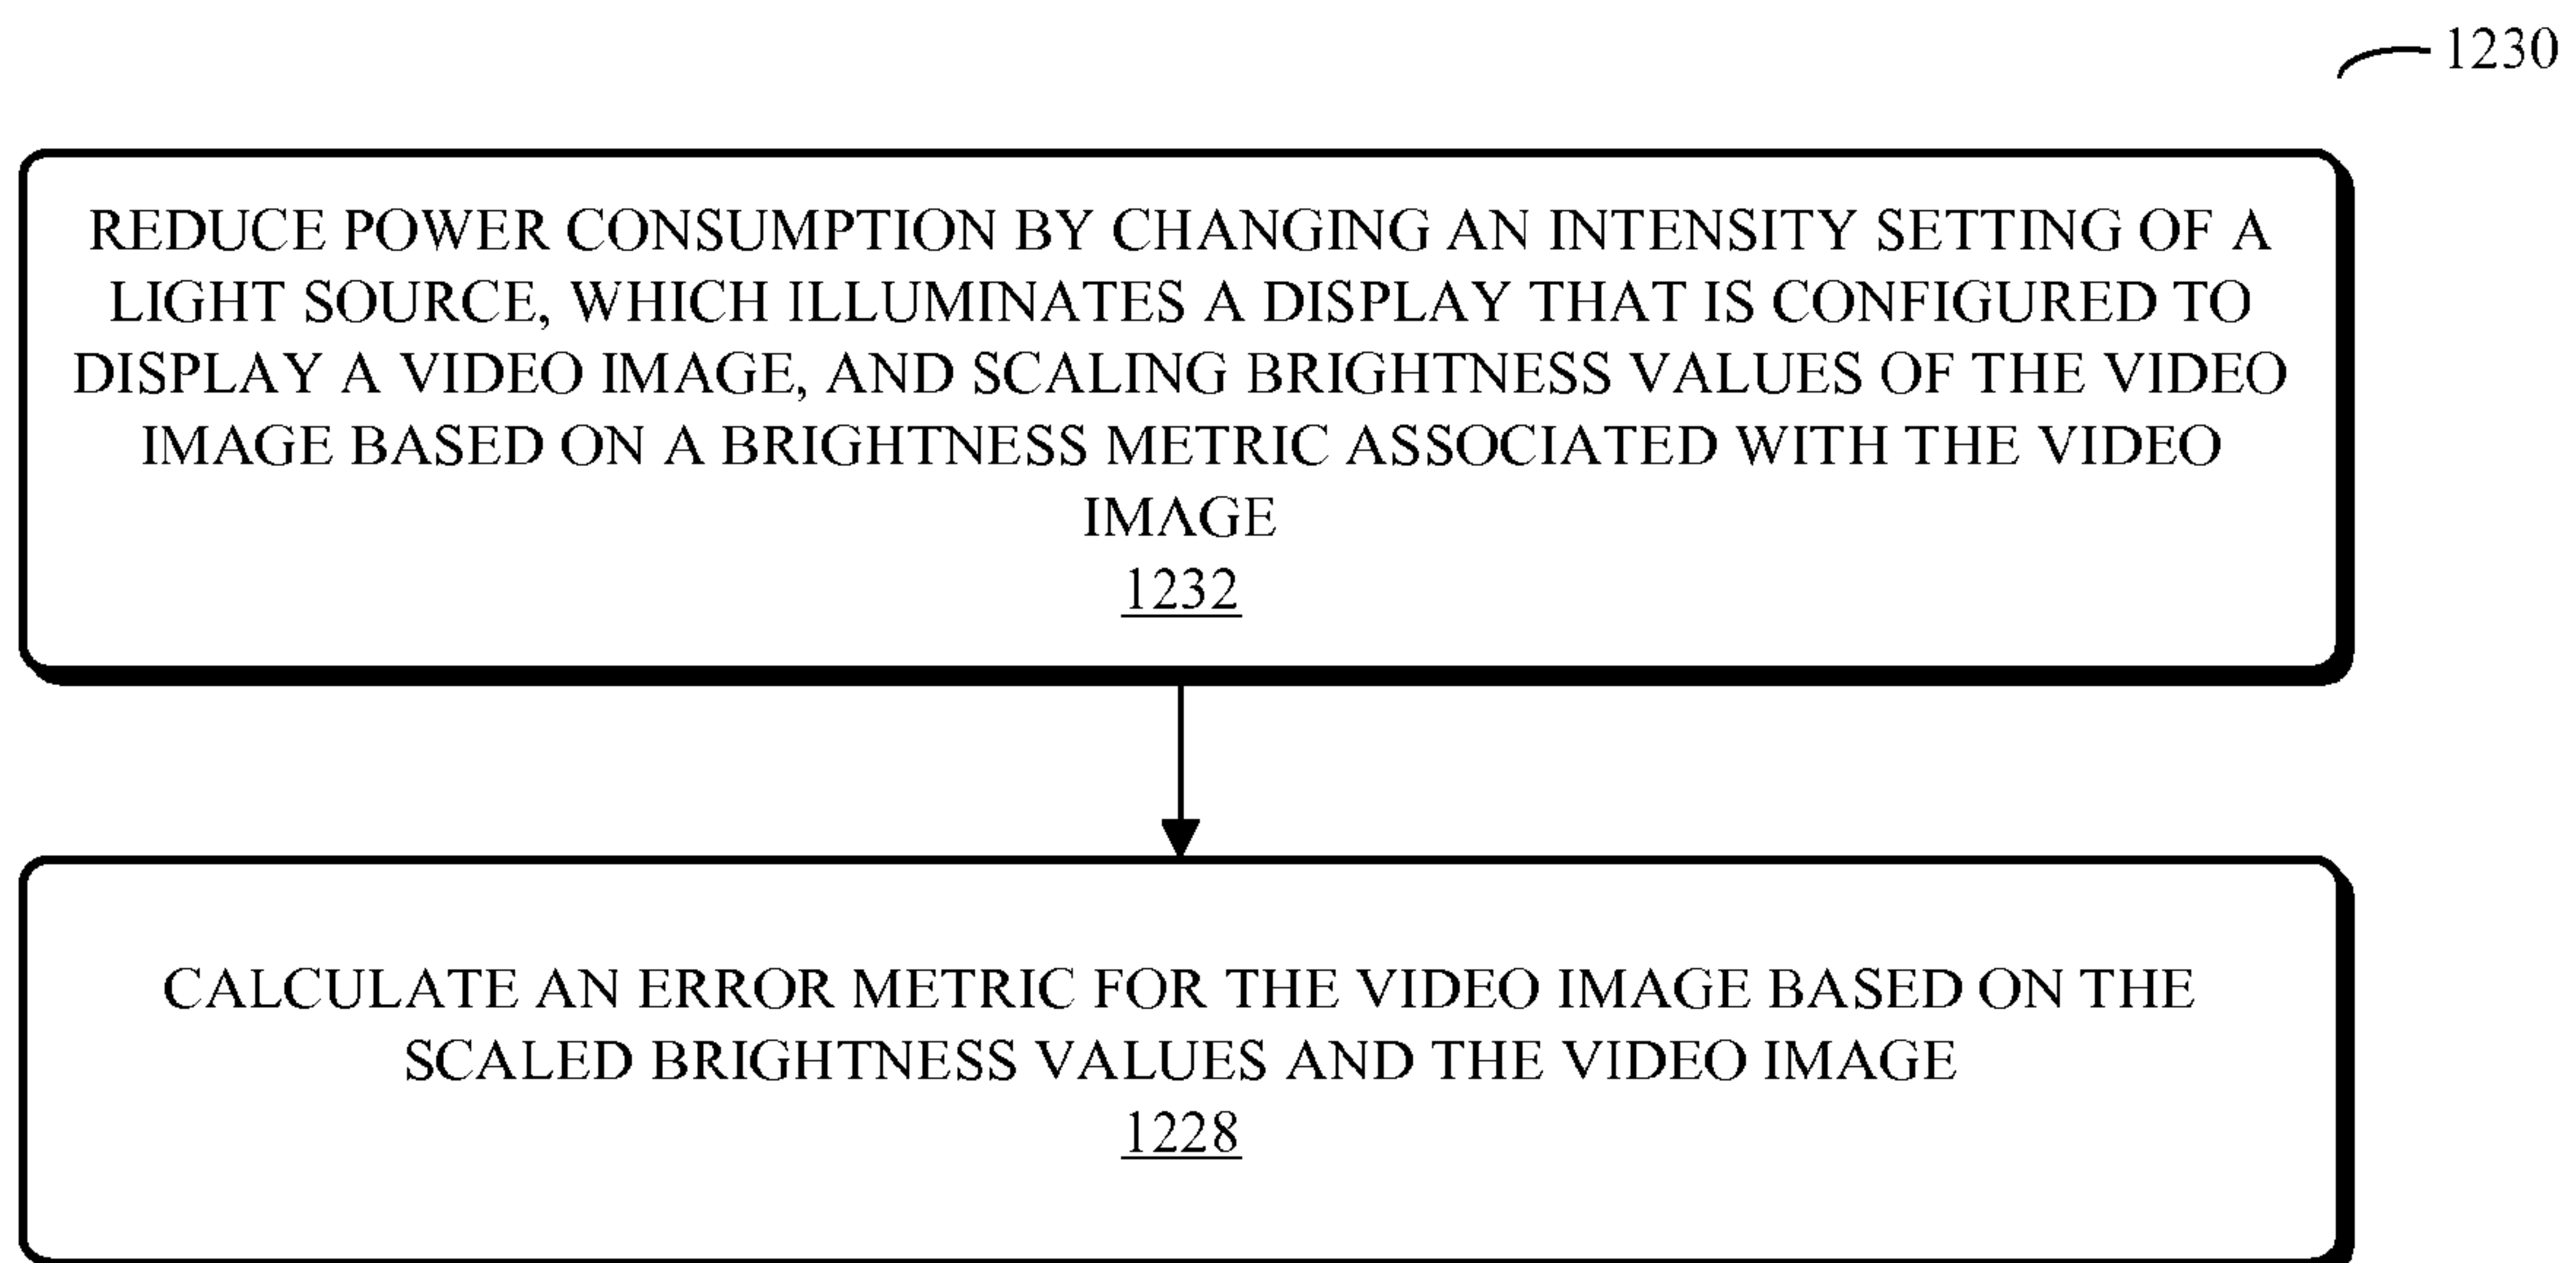 1230
REDUCE POWER CONSUMPTION BY CHANGING AN INTENSITY SETTING OF A
LIGHT SOURCE, WHICH ILLUMINATES A DISPLAY THAT IS CONFIGURED TO
DISPLAY A VIDEO IMAGE, AND SCALING BRIGHTNESS VALUES OF THE VIDEO
IMAGE BASED ON A BRIGHTNESS METRIC ASSOCIATED WITH THE VIDEO
IMAGE
1232
CALCULATE AN ERROR METRIC FOR THE VIDEO IMAGE BASED ON THE
SCALED BRIGHTNESS VALUES AND THE VIDEO IMAGE
1228